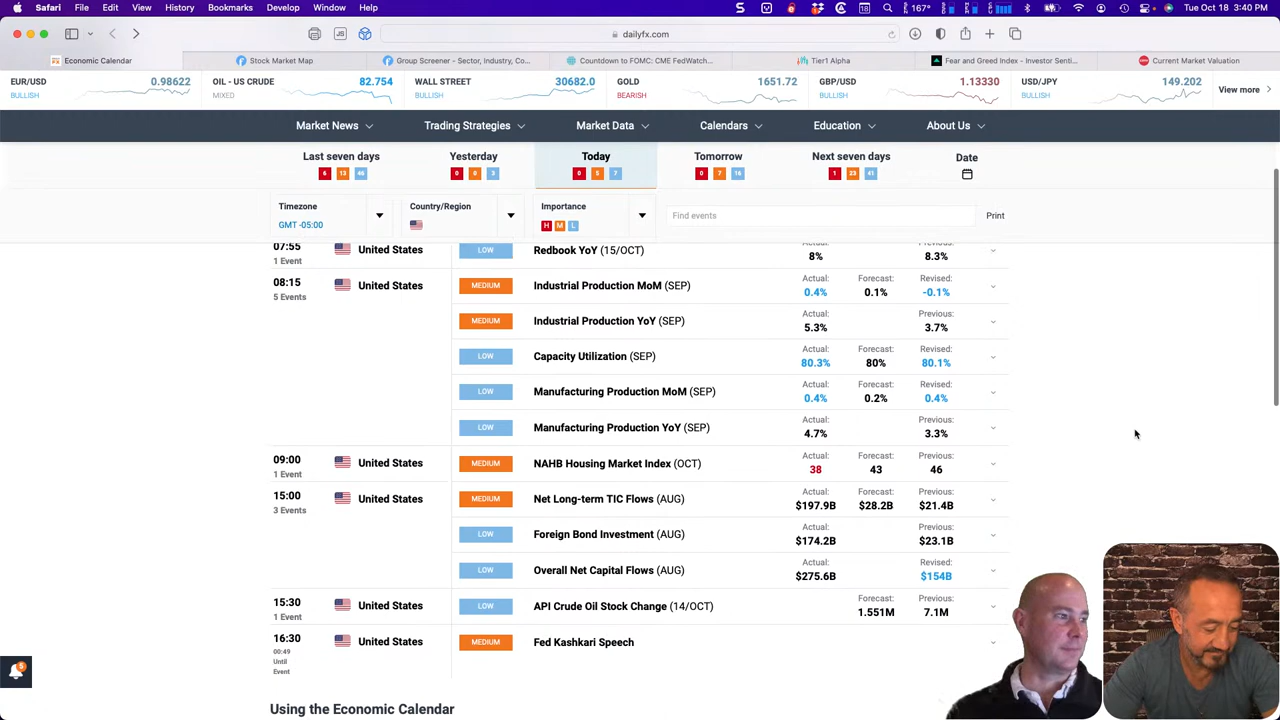 Safari File Edit View Tue Oct 18 3:40 PM
dailyfx.com
Economic Calendar Stock Market Map Group Screener - Sector, Industry, Co... Countdown to FOMC: CME FedWatch... Tier1 Alpha Fear and Greed Index - Investor Senti... Current Market Valuation
EUR/USD 0.98622 OIL - US CRUDE 82.754 WALL STREET 30682.0 GOLD 1651.72 GBP/USD 1.13330 USD/JPY 149.202 View more
BULLISH MIXED BULLISH BEARISH BULLISH BULLISH
Market News Trading Strategies Market Data Calendars Education About Us
Last seven days Yesterday Today Tomorrow Next seven days Date
6 13 46 0 0 3 0 5 7 0 7 16 1 23 41
Timezone Country/Region Importance Find events Print
GMT -05:00 H M L
07:55 United States LOW Redbook YoY (15/OCT) Actual: Previous:
1 Event 8% 8.3%
08:15 United States MEDIUM Industrial Production MoM (SEP) Actual: Forecast: Revised:
5 Events 0.4% 0.1% -0.1%
MEDIUM Industrial Production YoY (SEP) Actual: Previous:
5.3% 3.7%
LOW Capacity Utilization (SEP) Actual: Forecast: Revised:
80.3% 80% 80.1%
LOW Manufacturing Production MoM (SEP) Actual: Forecast: Revised:
0.4% 0.2% 0.4%
LOW Manufacturing Production YoY (SEP) Actual: Previous:
4.7% 3.3%
09:00 United States MEDIUM NAHB Housing Market Index (OCT) Actual: Forecast: Previous:
1 Event 38 43 46
15:00 United States MEDIUM Net Long-term TIC Flows (AUG) Actual: Forecast: Previous:
3 Events $197.9B $28.2B $21.4B
LOW Foreign Bond Investment (AUG) Actual: Previous:
$174.2B $23.1B
LOW Overall Net Capital Flows (AUG) Actual: Revised:
$275.6B $154B
15:30 United States LOW API Crude Oil Stock Change (14/OCT) Forecast: Previous:
1 Event 1.551M 7.1M
16:30 United States MEDIUM Fed Kashkari Speech
00:49
Until
Event
5
Using the Economic Calendar